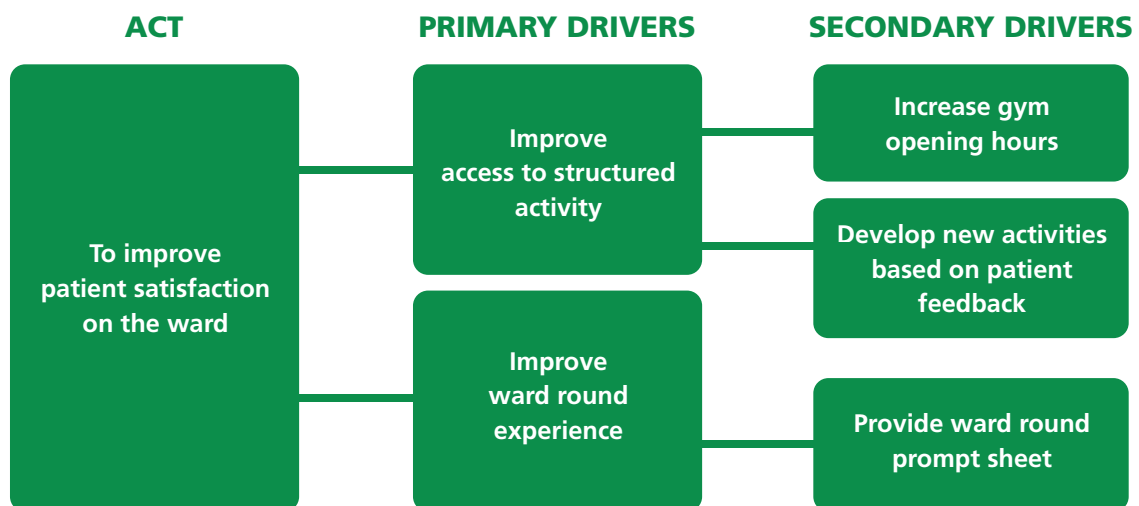 ACT
PRIMARY DRIVERS
SECONDARY DRIVERS
To improve
patient satisfaction
on the ward
Improve
access to structured
activity
Improve
ward round
experience
Increase gym
opening hours
Develop new activities
based on patient
feedback
Provide ward round
prompt sheet